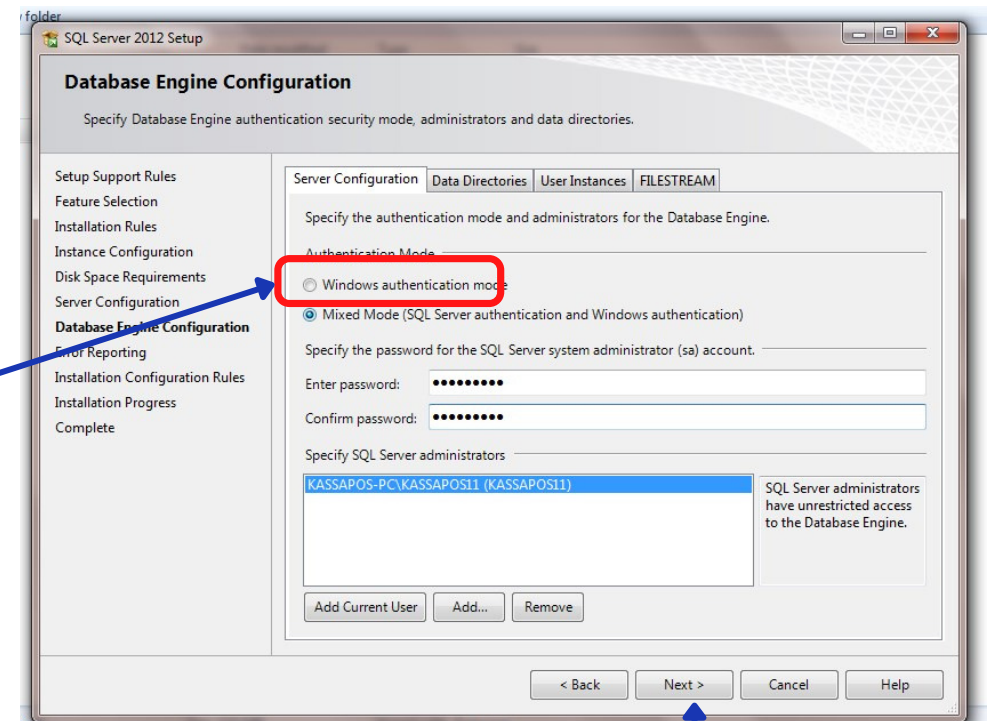 folder
SQL Server 2012 Setup
Database Engine Configuration
Specify Database Engine authentication security mode, administrators and data directories.
Setup Support Rules
Feature Selection
Installation Rules
Instance Configuration
Disk Space Requirements
Server Configuration
Database Engine Configuration
Error Reporting
Installation Configuration Rules
Installation Progress
Complete
Server Configuration Data Directories User Instances FILESTREAM
Specify the authentication mode and administrators for the Database Engine.
Authentication Mode
Windows authentication mode
Mixed Mode (SQL Server authentication and Windows authentication)
Specify the password for the SQL Server system administrator (sa) account.
Enter password: •••••••••
Confirm password: •••••••••
Specify SQL Server administrators
KASSAPOS-PC\KASSAPOS11 (KASSAPOS11)
SQL Server administrators
have unrestricted access
to the Database Engine.
Add Current User Add... Remove
< Back Next > Cancel Help